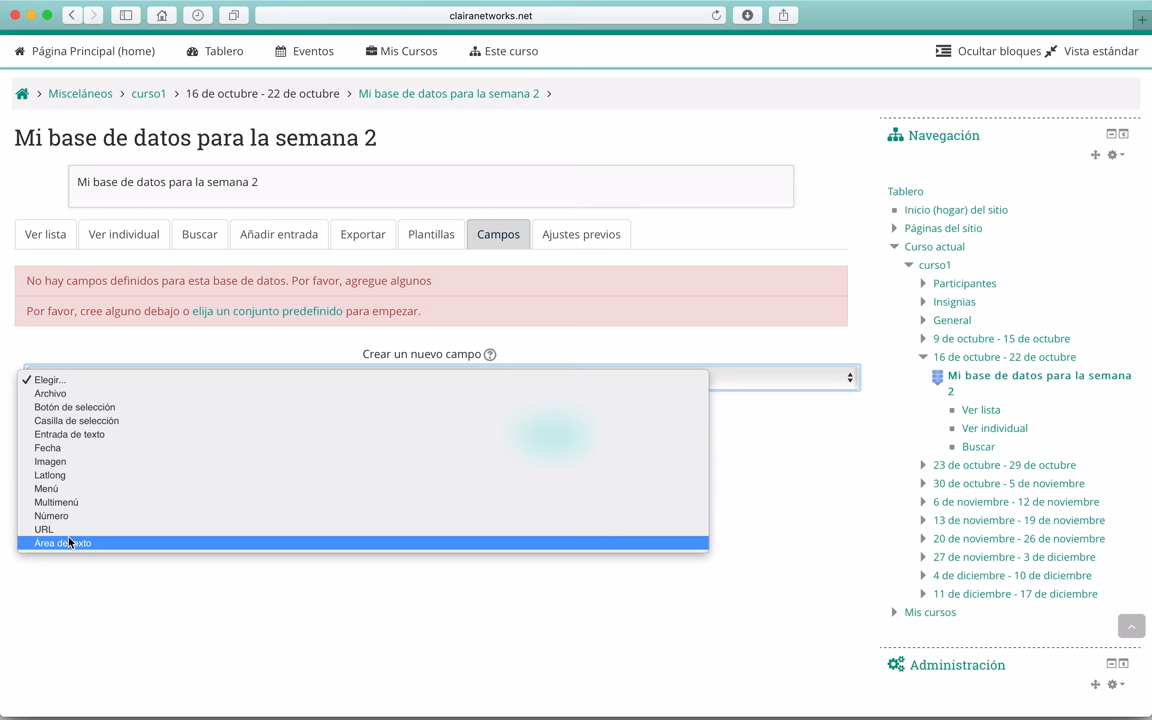 clairanetworks.net
Página Principal (home) Tablero Eventos Mis Cursos Este curso Ocultar bloques Vista estándar
Misceláneos curso1 16 de octubre - 22 de octubre Mi base de datos para la semana 2
Mi base de datos para la semana 2
Mi base de datos para la semana 2
Ver lista Ver individual Buscar Añadir entrada Exportar Plantillas Campos Ajustes previos
No hay campos definidos para esta base de datos. Por favor, agregue algunos
Por favor, cree alguno debajo o elija un conjunto predefinido para empezar.
Crear un nuevo campo
Elegir...
Archivo
Botón de selección
Casilla de selección
Entrada de texto
Fecha
Imagen
Latlong
Menú
Multimenú
Número
URL
Área de texto
Navegación
Tablero
Inicio (hogar) del sitio
Páginas del sitio
Curso actual
curso1
Participantes
Insignias
General
9 de octubre - 15 de octubre
16 de octubre - 22 de octubre
Mi base de datos para la semana
2
Ver lista
Ver individual
Buscar
23 de octubre - 29 de octubre
30 de octubre - 5 de noviembre
6 de noviembre - 12 de noviembre
13 de noviembre - 19 de noviembre
20 de noviembre - 26 de noviembre
27 de noviembre - 3 de diciembre
4 de diciembre - 10 de diciembre
11 de diciembre - 17 de diciembre
Mis cursos
Administración